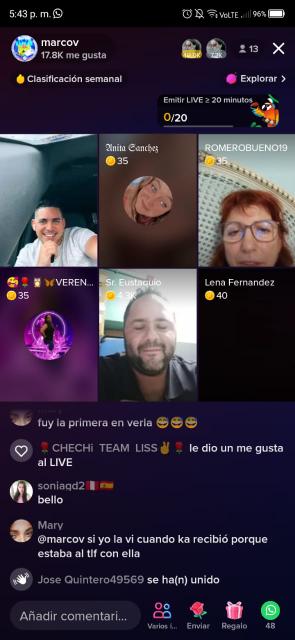 5:43 p. m.
VoLTE
96%
marcov
17.8K me gusta
13
Clasificación semanal
Explorar >
Emitir LIVE ≥ 20 minutos
0/20
Anita Sanchez
35
ROMEROBUENO19
35
VEREN...
35
Sr. Eustaquio
4.3K
Lena Fernandez
40
fuy la primera en verla
CHECHi TEAM LISS le dio un me gusta
al LIVE
soniagd2
bello
Mary
@marcov si yo la vi cuando ka recibió porque
estaba al tlf con ella
Jose Quintero49569 se ha(n) unido
Añadir comentari...
Varios i...
Enviar
Regalo
48